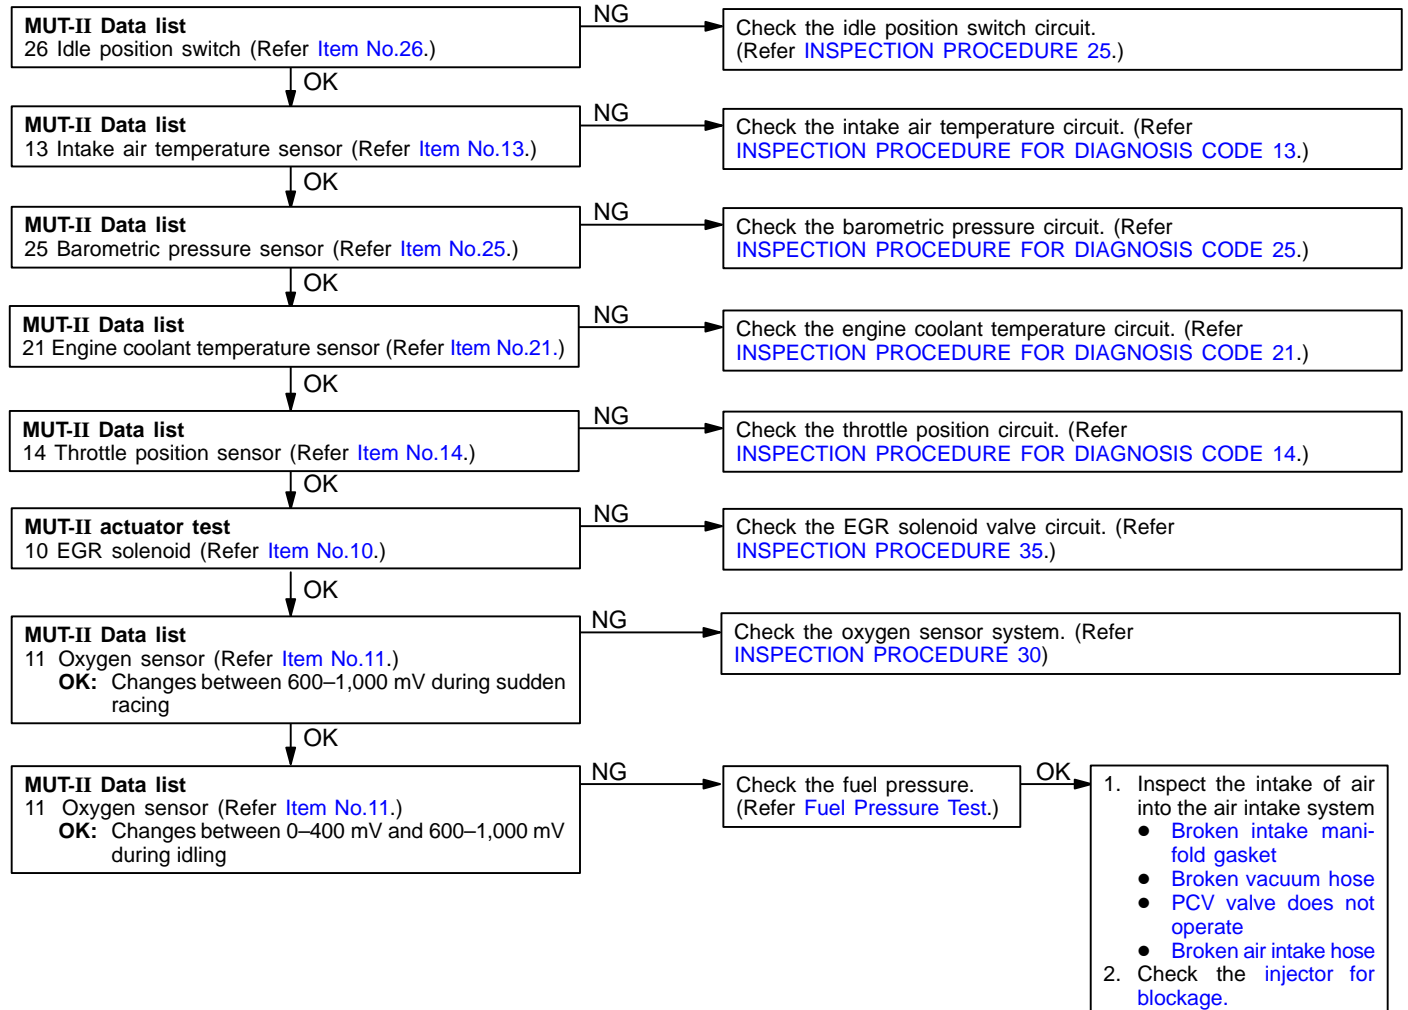 MUT-II Data list
26 Idle position switch (Refer Item No.26.)
NG
Check the idle position switch circuit.
(Refer INSPECTION PROCEDURE 25.)
OK
MUT-II Data list
13 Intake air temperature sensor (Refer Item No.13.)
NG
Check the intake air temperature circuit. (Refer
INSPECTION PROCEDURE FOR DIAGNOSIS CODE 13.)
OK
MUT-II Data list
25 Barometric pressure sensor (Refer Item No.25.)
NG
Check the barometric pressure circuit. (Refer
INSPECTION PROCEDURE FOR DIAGNOSIS CODE 25.)
OK
MUT-II Data list
21 Engine coolant temperature sensor (Refer Item No.21.)
NG
Check the engine coolant temperature circuit. (Refer
INSPECTION PROCEDURE FOR DIAGNOSIS CODE 21.)
OK
MUT-II Data list
14 Throttle position sensor (Refer Item No.14.)
NG
Check the throttle position circuit. (Refer
INSPECTION PROCEDURE FOR DIAGNOSIS CODE 14.)
OK
MUT-II actuator test
10 EGR solenoid (Refer Item No.10.)
NG
Check the EGR solenoid valve circuit. (Refer
INSPECTION PROCEDURE 35.)
OK
MUT-II Data list
11 Oxygen sensor (Refer Item No.11.)
OK: Changes between 600–1,000 mV during sudden
racing
NG
Check the oxygen sensor system. (Refer
INSPECTION PROCEDURE 30)
OK
MUT-II Data list
11 Oxygen sensor (Refer Item No.11.)
OK: Changes between 0–400 mV and 600–1,000 mV
during idling
NG
Check the fuel pressure.
(Refer Fuel Pressure Test.)
OK
1. Inspect the intake of air
into the air intake system
● Broken intake mani-
fold gasket
● Broken vacuum hose
● PCV valve does not
operate
● Broken air intake hose
2. Check the injector for
blockage.